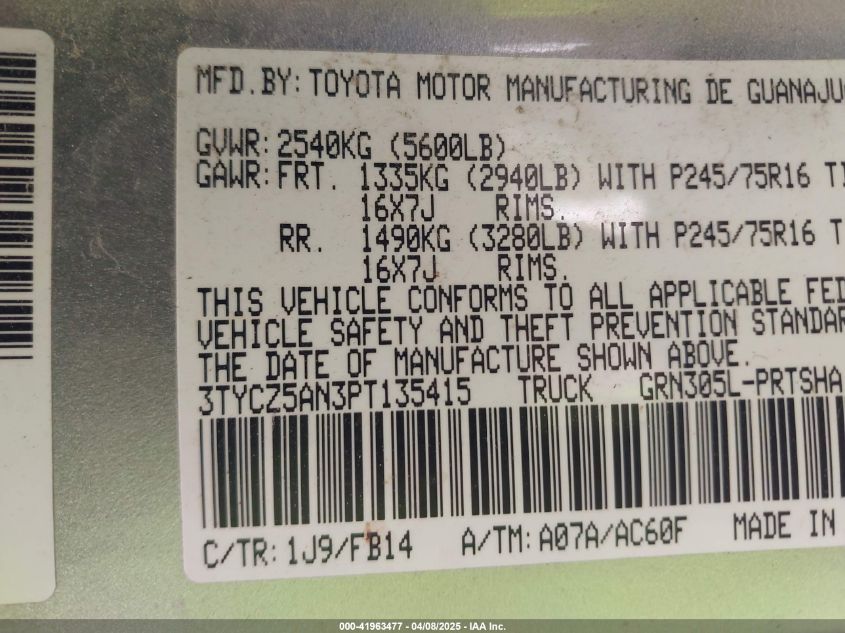 MFD.BY: TOYOTA MOTOR MANUFACTURING DE
GVWR: 2540KG (5600LB)
GAWR: FRT. 1335KG (2940LB) WITH P245/75R16
16X7J RIMS.
RR. 1490KG (3280LB) WITH P245/75R16
16X7J RIMS.
THIS VEHICLE CONFORMS TO ALL APPLICABLE
VEHICLE SAFETY AND THEFT PREVENTION
THE DATE OF MANUFACTURE SHOWN ABOVE.
3TYCZ5AN3PT135415 TRUCK GRN305L-PRTSHA
C/TR: 1J9/FB14 A/TM: A07A/AC60F MADE IN
000-41963477 - 04/08/2025 - IAA Inc.